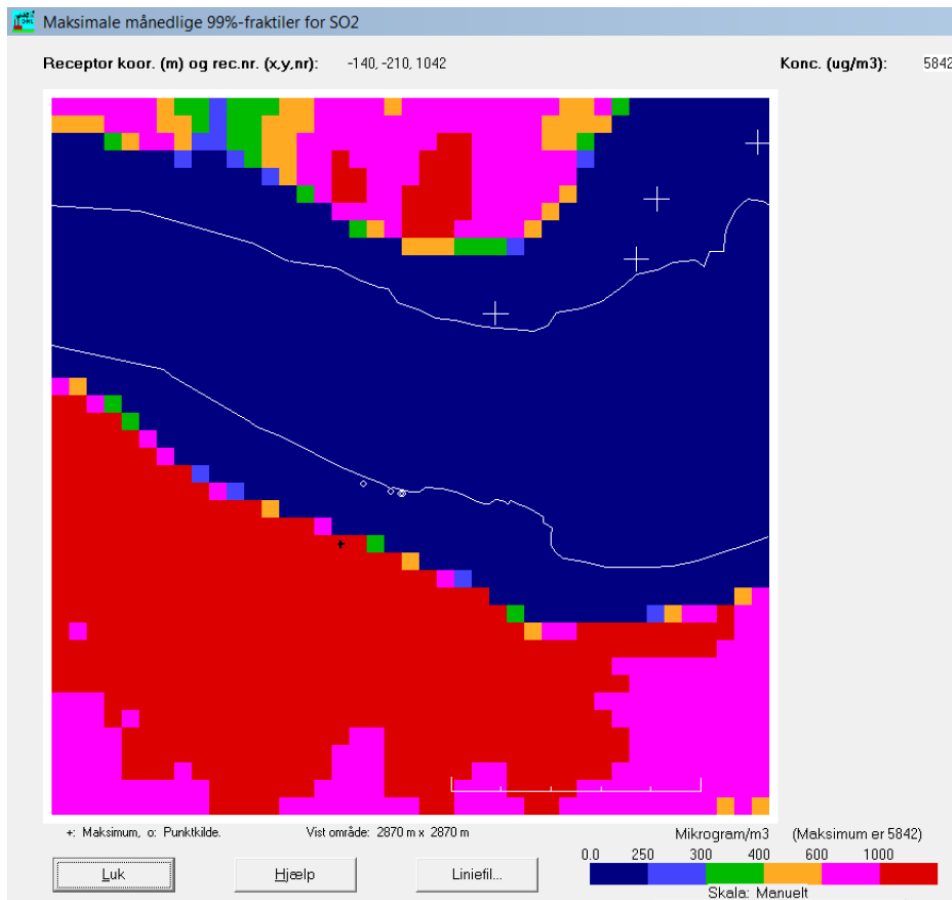 Maksimale månedlige 99%-fraktiler for SO2
Receptor koor. (m) og rec.nr. (x,y,nr): -140, -210, 1042 Konc. (ug/m3): 5842
+: Maksimum, o: Punktkilde. Vist område: 2870 m x 2870 m
Mikrogram/m3 (Maksimum er 5842)
0.0 250 300 400 600 1000
Skala: Manuelt
Luk Hjælp Liniefil...